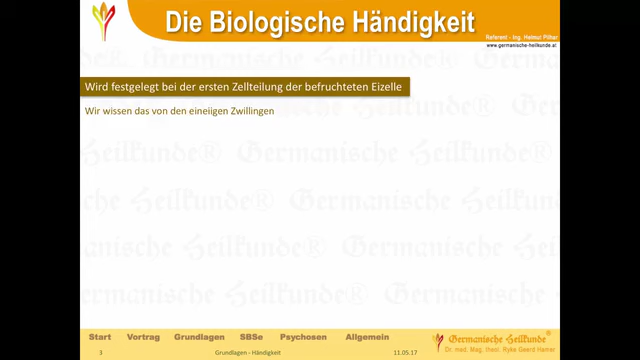 Die Biologische Händigkeit
Referent - Ing. Helmut Pilhar
www.germanische-heilkunde.at
Wird festgelegt bei der ersten Zellteilung der befruchteten Eizelle
Wir wissen das von den eineiigen Zwillingen
Germanische Heilkunde®
Start Vortrag Grundlagen SBSe Psychosen Allgemein
Germanische Heilkunde®
Dr. med. Mag. theol. Ryke Geerd Hamer
3 Grundlagen - Händigkeit 11.05.17